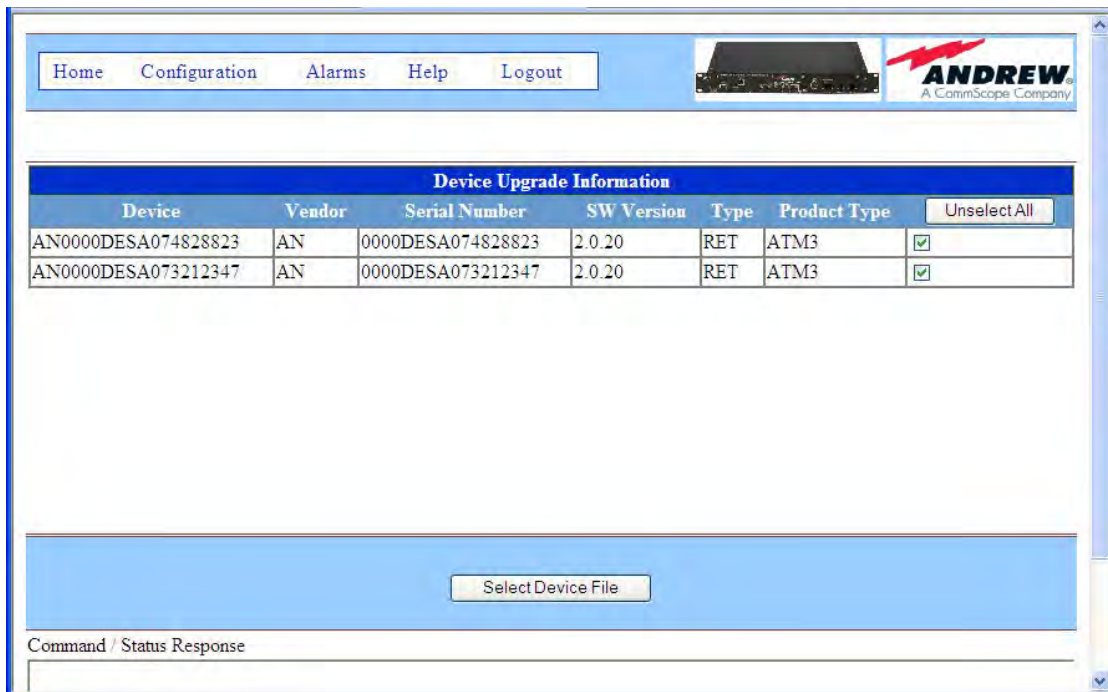 Home Configuration Alarms Help Logout
ANDREW.
A CommScope Company
Device Upgrade Information
Device Vendor Serial Number SW Version Type Product Type Unselect All
AN0000DESA074828823 AN 0000DESA074828823 2.0.20 RET ATM3
AN0000DESA073212347 AN 0000DESA073212347 2.0.20 RET ATM3
Select Device File
Command / Status Response